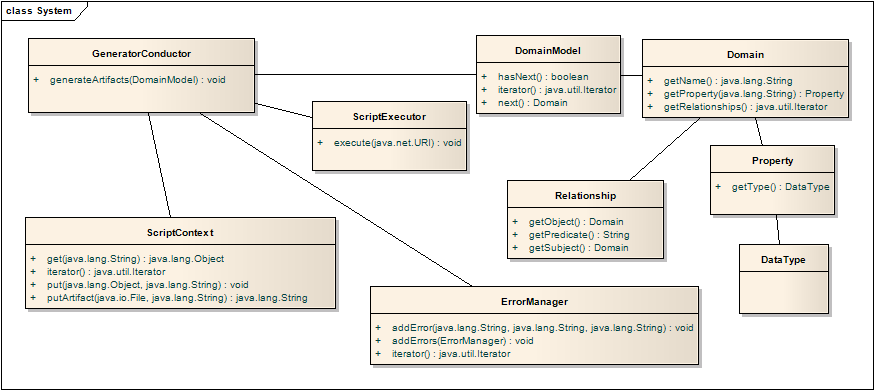 class System
GeneratorConductor
+ generateArtifacts(DomainModel) : void
DomainModel
+ hasNext() : boolean
+ iterator() : java.util.Iterator
+ next() : Domain
Domain
+ getName() : java.lang.String
+ getProperty(java.lang.String) : Property
+ getRelationships() : java.util.Iterator
ScriptExecutor
+ execute(java.net.URI) : void
Property
+ getType() : DataType
Relationship
+ getObject() : Domain
+ getPredicate() : String
+ getSubject() : Domain
ScriptContext
+ get(java.lang.String) : java.lang.Object
+ iterator() : java.util.Iterator
+ put(java.lang.Object, java.lang.String) : void
+ putArtifact(java.io.File, java.lang.String) : java.lang.String
DataType
ErrorManager
+ addError(java.lang.String, java.lang.String, java.lang.String) : void
+ addErrors(ErrorManager) : void
+ iterator() : java.util.Iterator